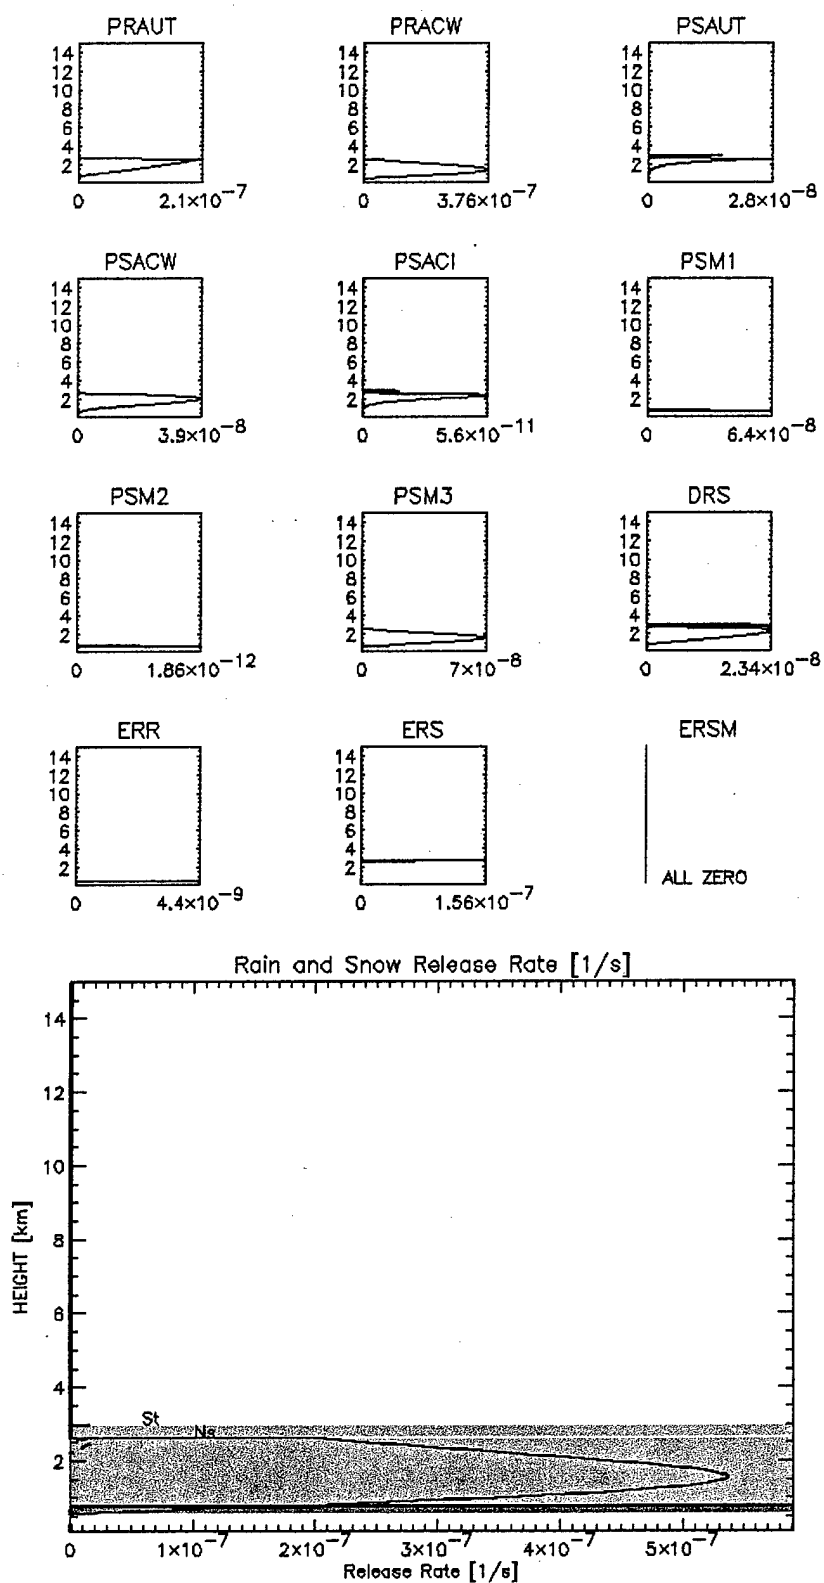 PRAUT PRACW PSAUT
14 14 14
12 12 12
10 10 10
8 8 8
6 6 6
4 4 4
2 2 2
0 2.1×10⁻⁷ 0 3.76×10⁻⁷ 0 2.8×10⁻⁸
PSACW PSACI PSM1
14 14 14
12 12 12
10 10 10
8 8 8
6 6 6
4 4 4
2 2 2
0 3.9×10⁻⁸ 0 5.6×10⁻¹¹ 0 6.4×10⁻⁸
PSM2 PSM3 DRS
14 14 14
12 12 12
10 10 10
8 8 8
6 6 6
4 4 4
2 2 2
0 1.86×10⁻¹² 0 7×10⁻⁸ 0 2.34×10⁻⁸
ERR ERS ERSM
14 14
12 12
10 10
8 8
6 6
4 4
2 2
ALL ZERO
0 4.4×10⁻⁹ 0 1.56×10⁻⁷
Rain and Snow Release Rate [1/s]
14
12
10
8
HEIGHT [km]
6
4
St
Ns
2
0 1×10⁻⁷ 2×10⁻⁷ 3×10⁻⁷ 4×10⁻⁷ 5×10⁻⁷
Release Rate [1/s]